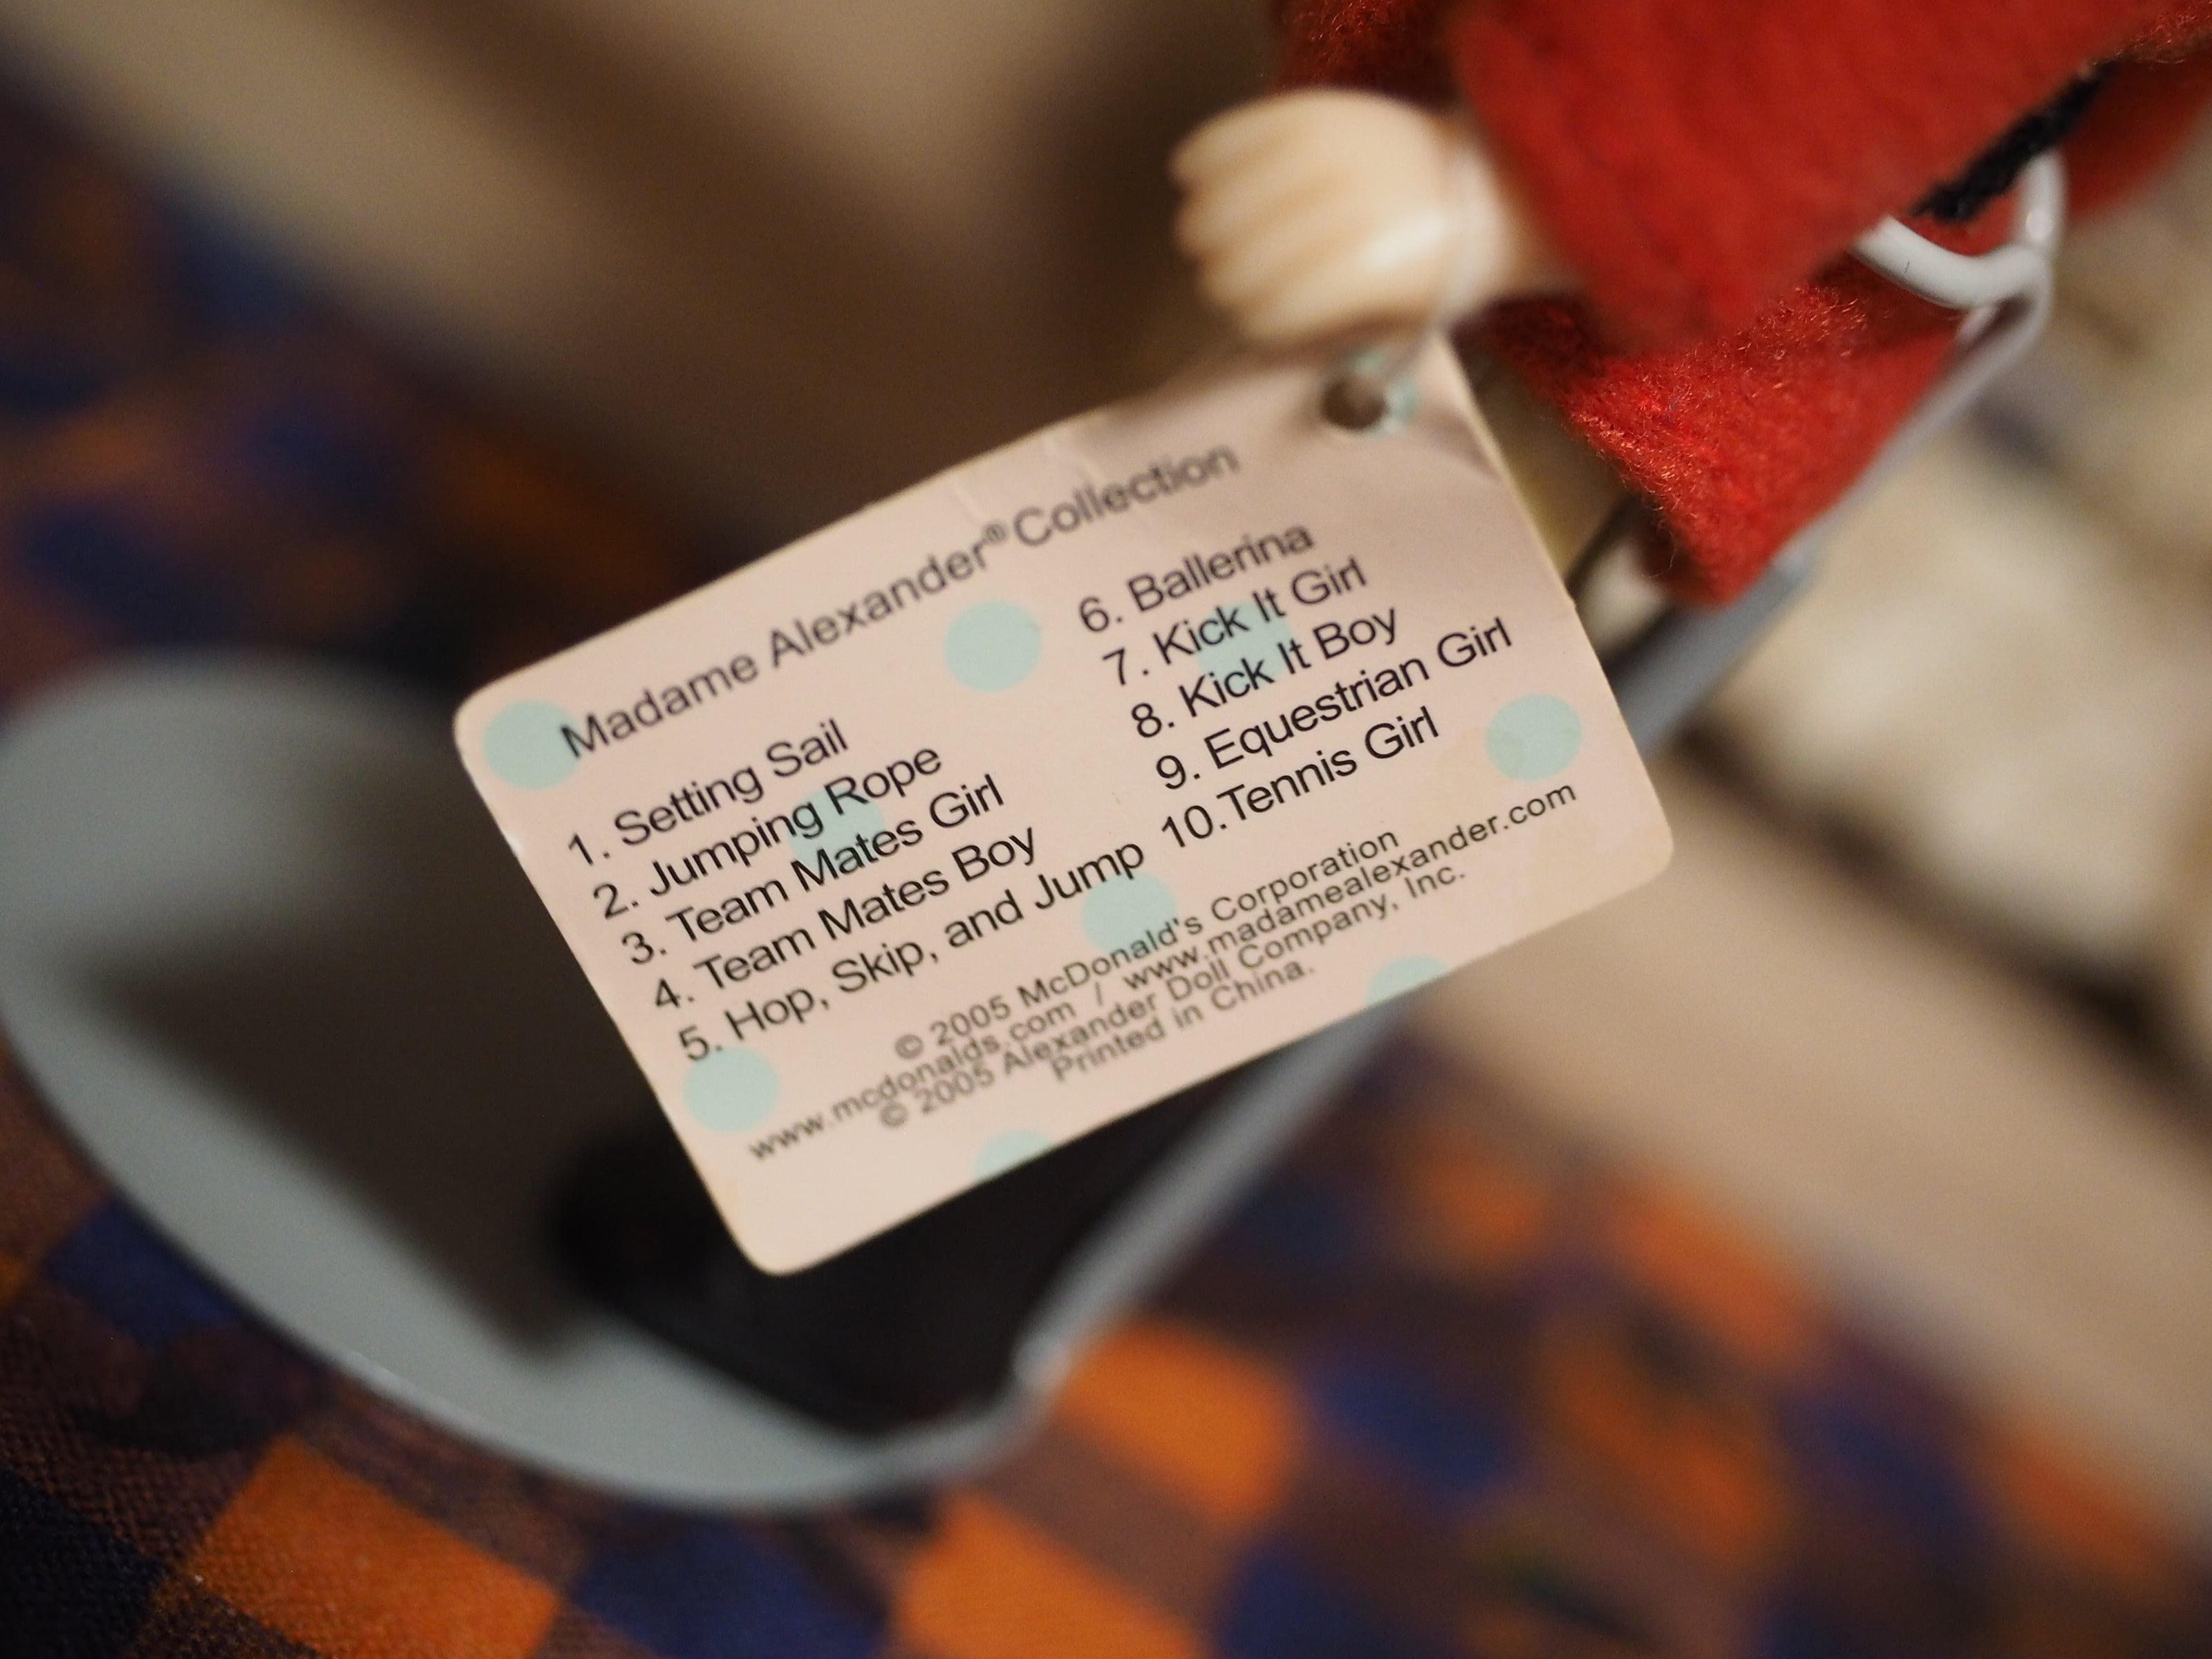 Madame Alexander® Collection
1. Setting Sail
2. Jumping Rope
3. Team Mates Girl
4. Team Mates Boy
5. Hop, Skip, and Jump
6. Ballerina
7. Kick It Girl
8. Kick It Boy
9. Equestrian Girl
10.Tennis Girl
© 2005 McDonald's Corporation
www.mcdonalds.com / www.madamealexander.com
© 2005 Alexander Doll Company, Inc.
Printed in China.